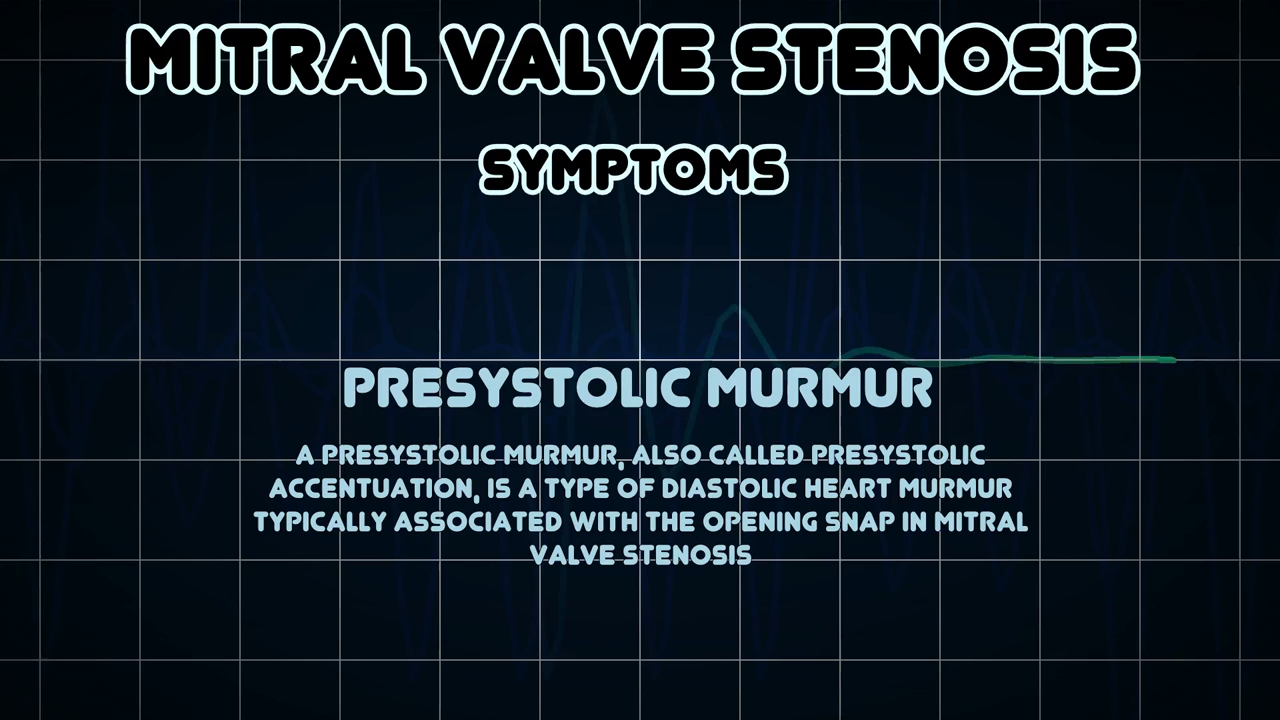 MITRAL VALVE STENOSIS
SYMPTOMS
PRESYSTOLIC MURMUR
A PRESYSTOLIC MURMUR, ALSO CALLED PRESYSTOLIC
ACCENTUATION, IS A TYPE OF DIASTOLIC HEART MURMUR
TYPICALLY ASSOCIATED WITH THE OPENING SNAP IN MITRAL
VALVE STENOSIS